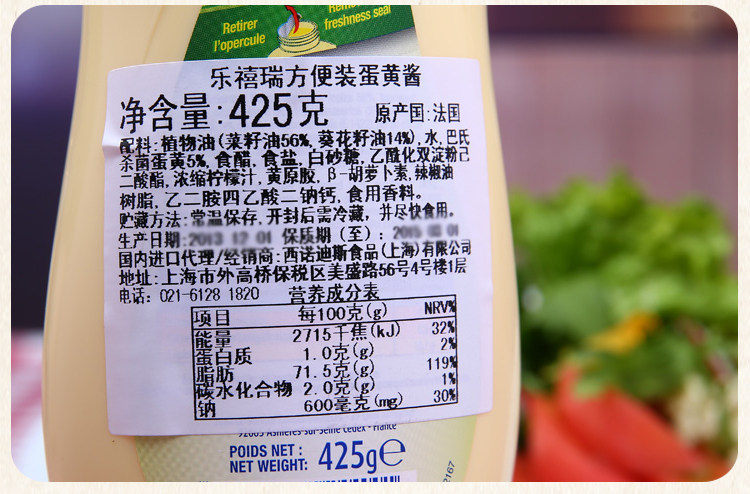 Retirer
l'opercule
freshness seal
乐禧瑞方便装蛋黄酱
净含量:425克 原产国:法国
配料:植物油(菜籽油56%,葵花籽油14%),水,巴氏
杀菌蛋黄5%,食醋,食盐,白砂糖,乙酰化双淀粉己
二酸酯,浓缩柠檬汁,黄原胶,β-胡萝卜素,辣椒油
树脂,乙二胺四乙酸二钠钙,食用香料。
贮藏方法:常温保存,开封后需冷藏,并尽快食用。
生产日期: 保质期(至):
国内进口代理/经销商:西诺迪斯食品(上海)有限公司
地址:上海市外高桥保税区美盛路56号4号楼1层
电话:021-6128 1820 营养成分表
项目 每100克(g) NRV%
能量 2715千焦(kJ) 32%
蛋白质 1.0克(g) 2%
脂肪 71.5克(g) 119%
碳水化合物 2.0克(g) 1%
钠 600毫克(mg) 30%
92665 Asnières-sur-Seine Cedex - France
POIDS NET :
NET WEIGHT: 425g℮
2167